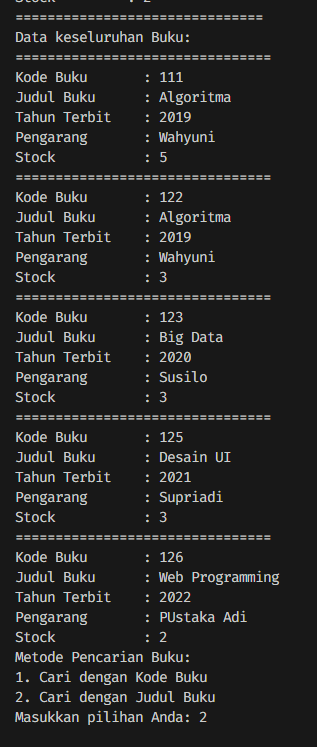 ===============================
Data keseluruhan Buku:
================================
Kode Buku       : 111
Judul Buku      : Algoritma
Tahun Terbit    : 2019
Pengarang       : Wahyuni
Stock           : 5
================================
Kode Buku       : 122
Judul Buku      : Algoritma
Tahun Terbit    : 2019
Pengarang       : Wahyuni
Stock           : 3
================================
Kode Buku       : 123
Judul Buku      : Big Data
Tahun Terbit    : 2020
Pengarang       : Susilo
Stock           : 3
================================
Kode Buku       : 125
Judul Buku      : Desain UI
Tahun Terbit    : 2021
Pengarang       : Supriadi
Stock           : 3
================================
Kode Buku       : 126
Judul Buku      : Web Programming
Tahun Terbit    : 2022
Pengarang       : PUstaka Adi
Stock           : 2
Metode Pencarian Buku:
1. Cari dengan Kode Buku
2. Cari dengan Judul Buku
Masukkan pilihan Anda: 2